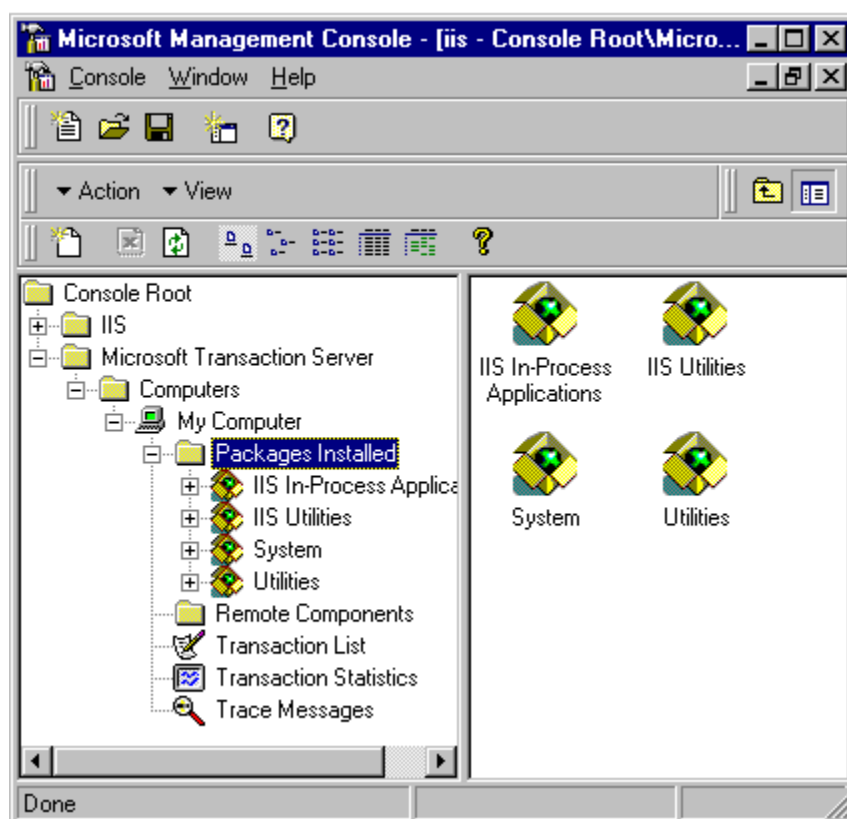 Microsoft Management Console - [iis - Console Root\Micro...
Console Window Help
Action View
Console Root
IIS
Microsoft Transaction Server
Computers
My Computer
Packages Installed
IIS In-Process Applica
IIS Utilities
System
Utilities
Remote Components
Transaction List
Transaction Statistics
Trace Messages
IIS In-Process
Applications
IIS Utilities
System
Utilities
Done